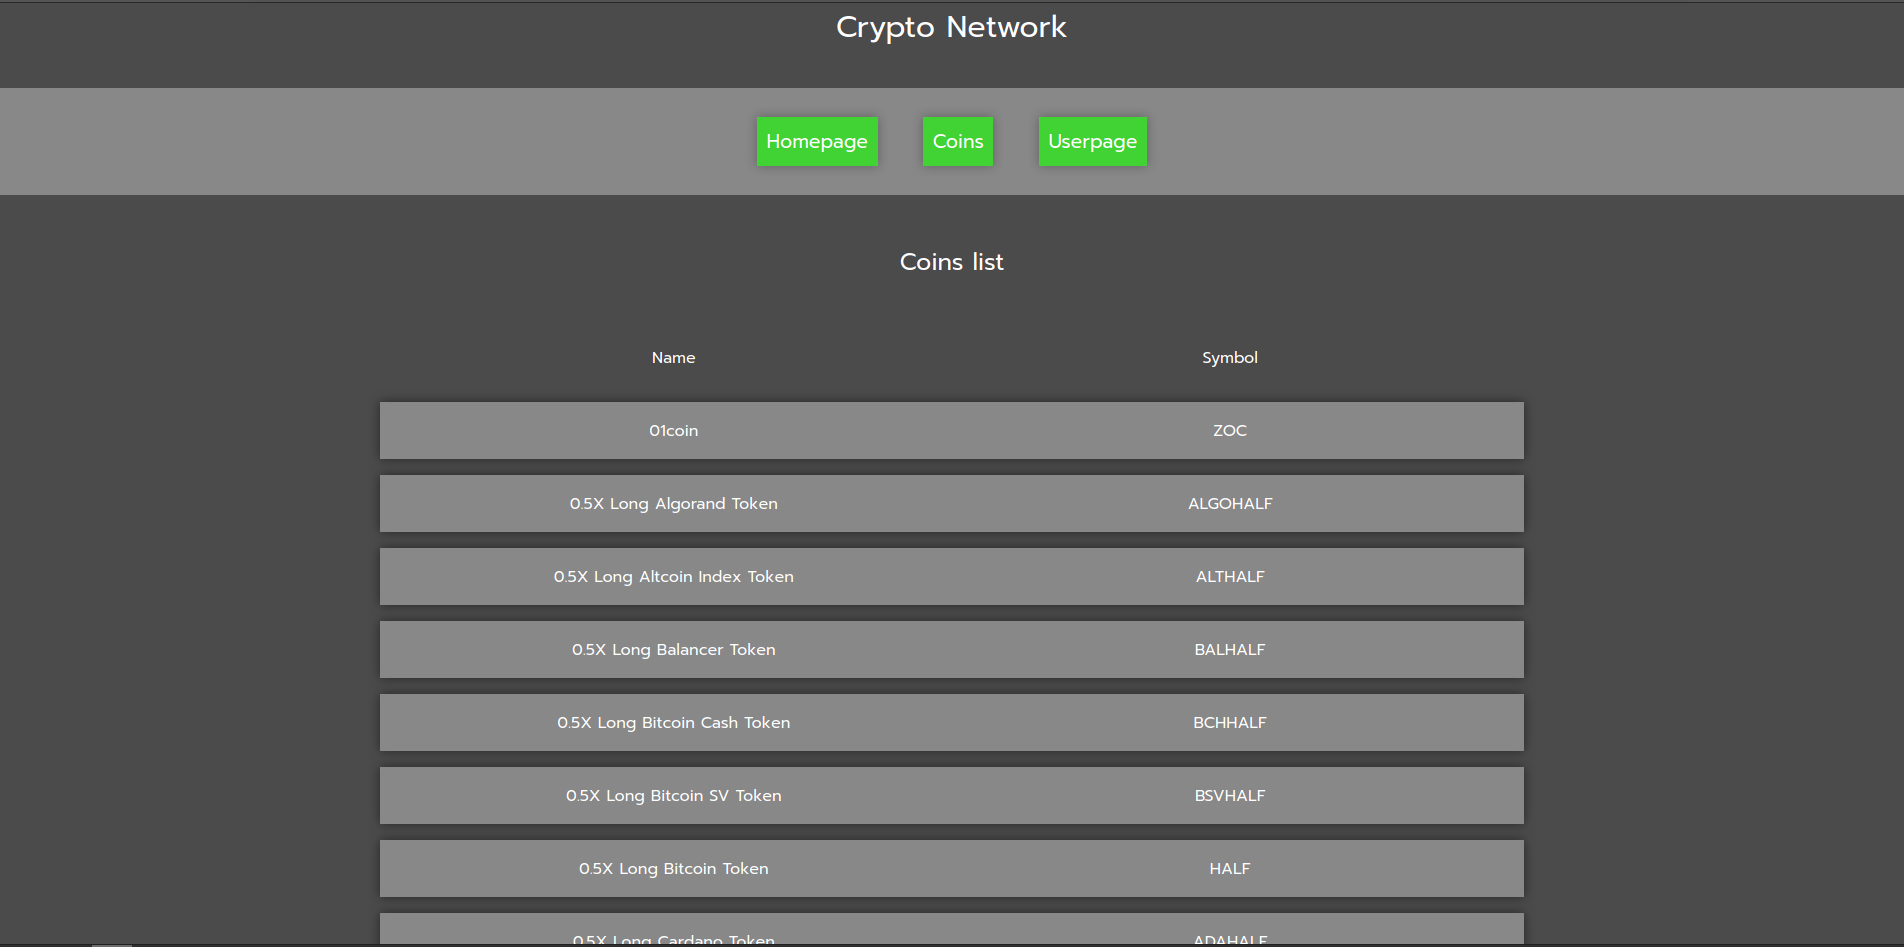 Crypto Network
Homepage Coins Userpage
Coins list
Name Symbol
01coin ZOC
0.5X Long Algorand Token ALGOHALF
0.5X Long Altcoin Index Token ALTHALF
0.5X Long Balancer Token BALHALF
0.5X Long Bitcoin Cash Token BCHHALF
0.5X Long Bitcoin SV Token BSVHALF
0.5X Long Bitcoin Token HALF
0.5X Long Cardano Token ADAHALF